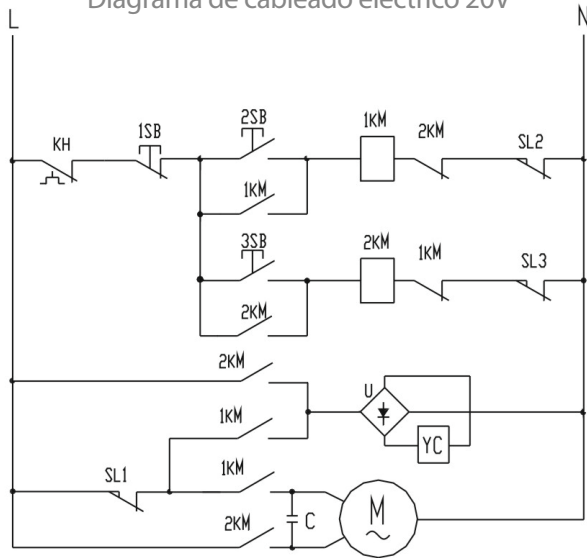 Diagrama de cableado eléctrico 20V
L
N
KH
1SB
2SB
1KM
2KM
SL2
1KM
3SB
2KM
1KM
SL3
2KM
2KM
1KM
U
YC
SL1
1KM
2KM
C
M